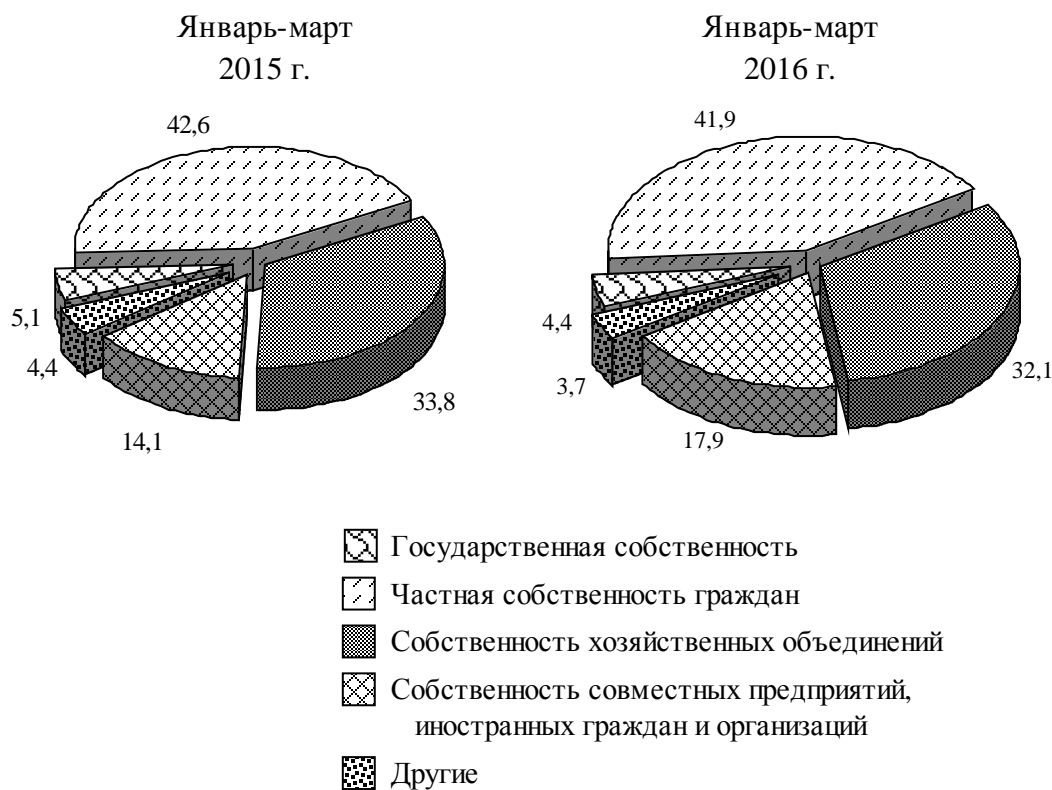 Январь-март
2015 г.
42,6
5,1
4,4
14,1
33,8
Январь-март
2016 г.
41,9
4,4
3,7
17,9
32,1
Государственная собственность
Частная собственность граждан
Собственность хозяйственных объединений
Собственность совместных предприятий,
иностранных граждан и организаций
Другие